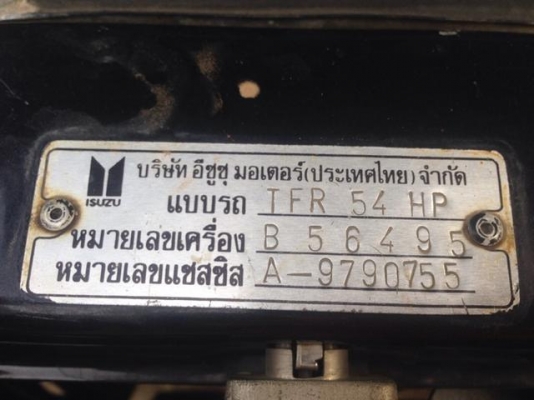 บริษัท อีซูซุ มอเตอร์(ประเทศไทย) จำกัด
ISUZU
แบบรถ TFR 54 HP
หมายเลขเครื่อง B 56495
หมายเลขแชสซิส A-9790755